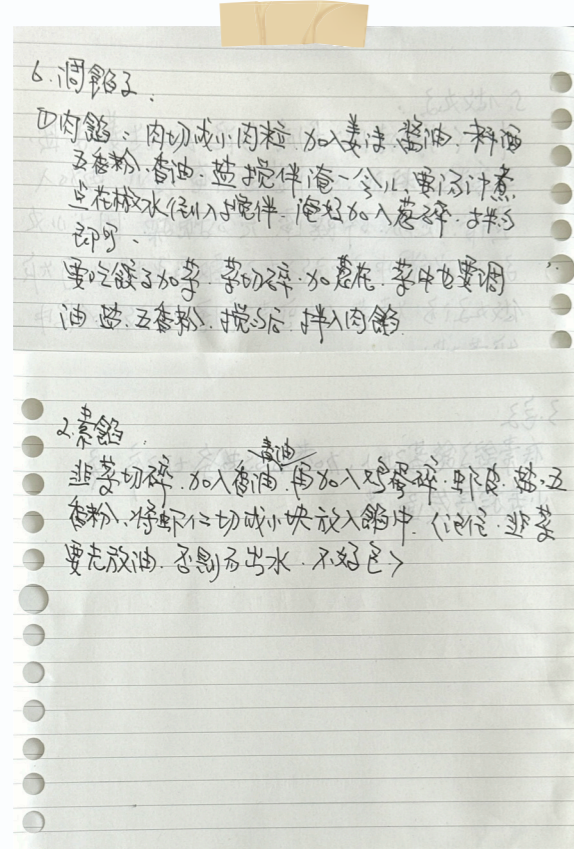 6.调馅子.
①肉馅 肉切成小肉粒,加入姜沫.酱油.料酒
五香粉.香油.盐搅拌淹一会儿,要汤汁煮
点花椒水倒入搅拌.淹好加入葱碎.拌匀
即可.
要吃饺子加菜.菜切碎.加葱花.菜中也要调
油.盐.五香粉.搅匀后拌入肉馅.
2.素馅.
青油
韭菜切碎.加入香油.再加入鸡蛋碎.虾皮.盐.五
香粉.将虾仁切成小块放入馅中.(记住.韭菜
要先放油.否则易出水.不好包)